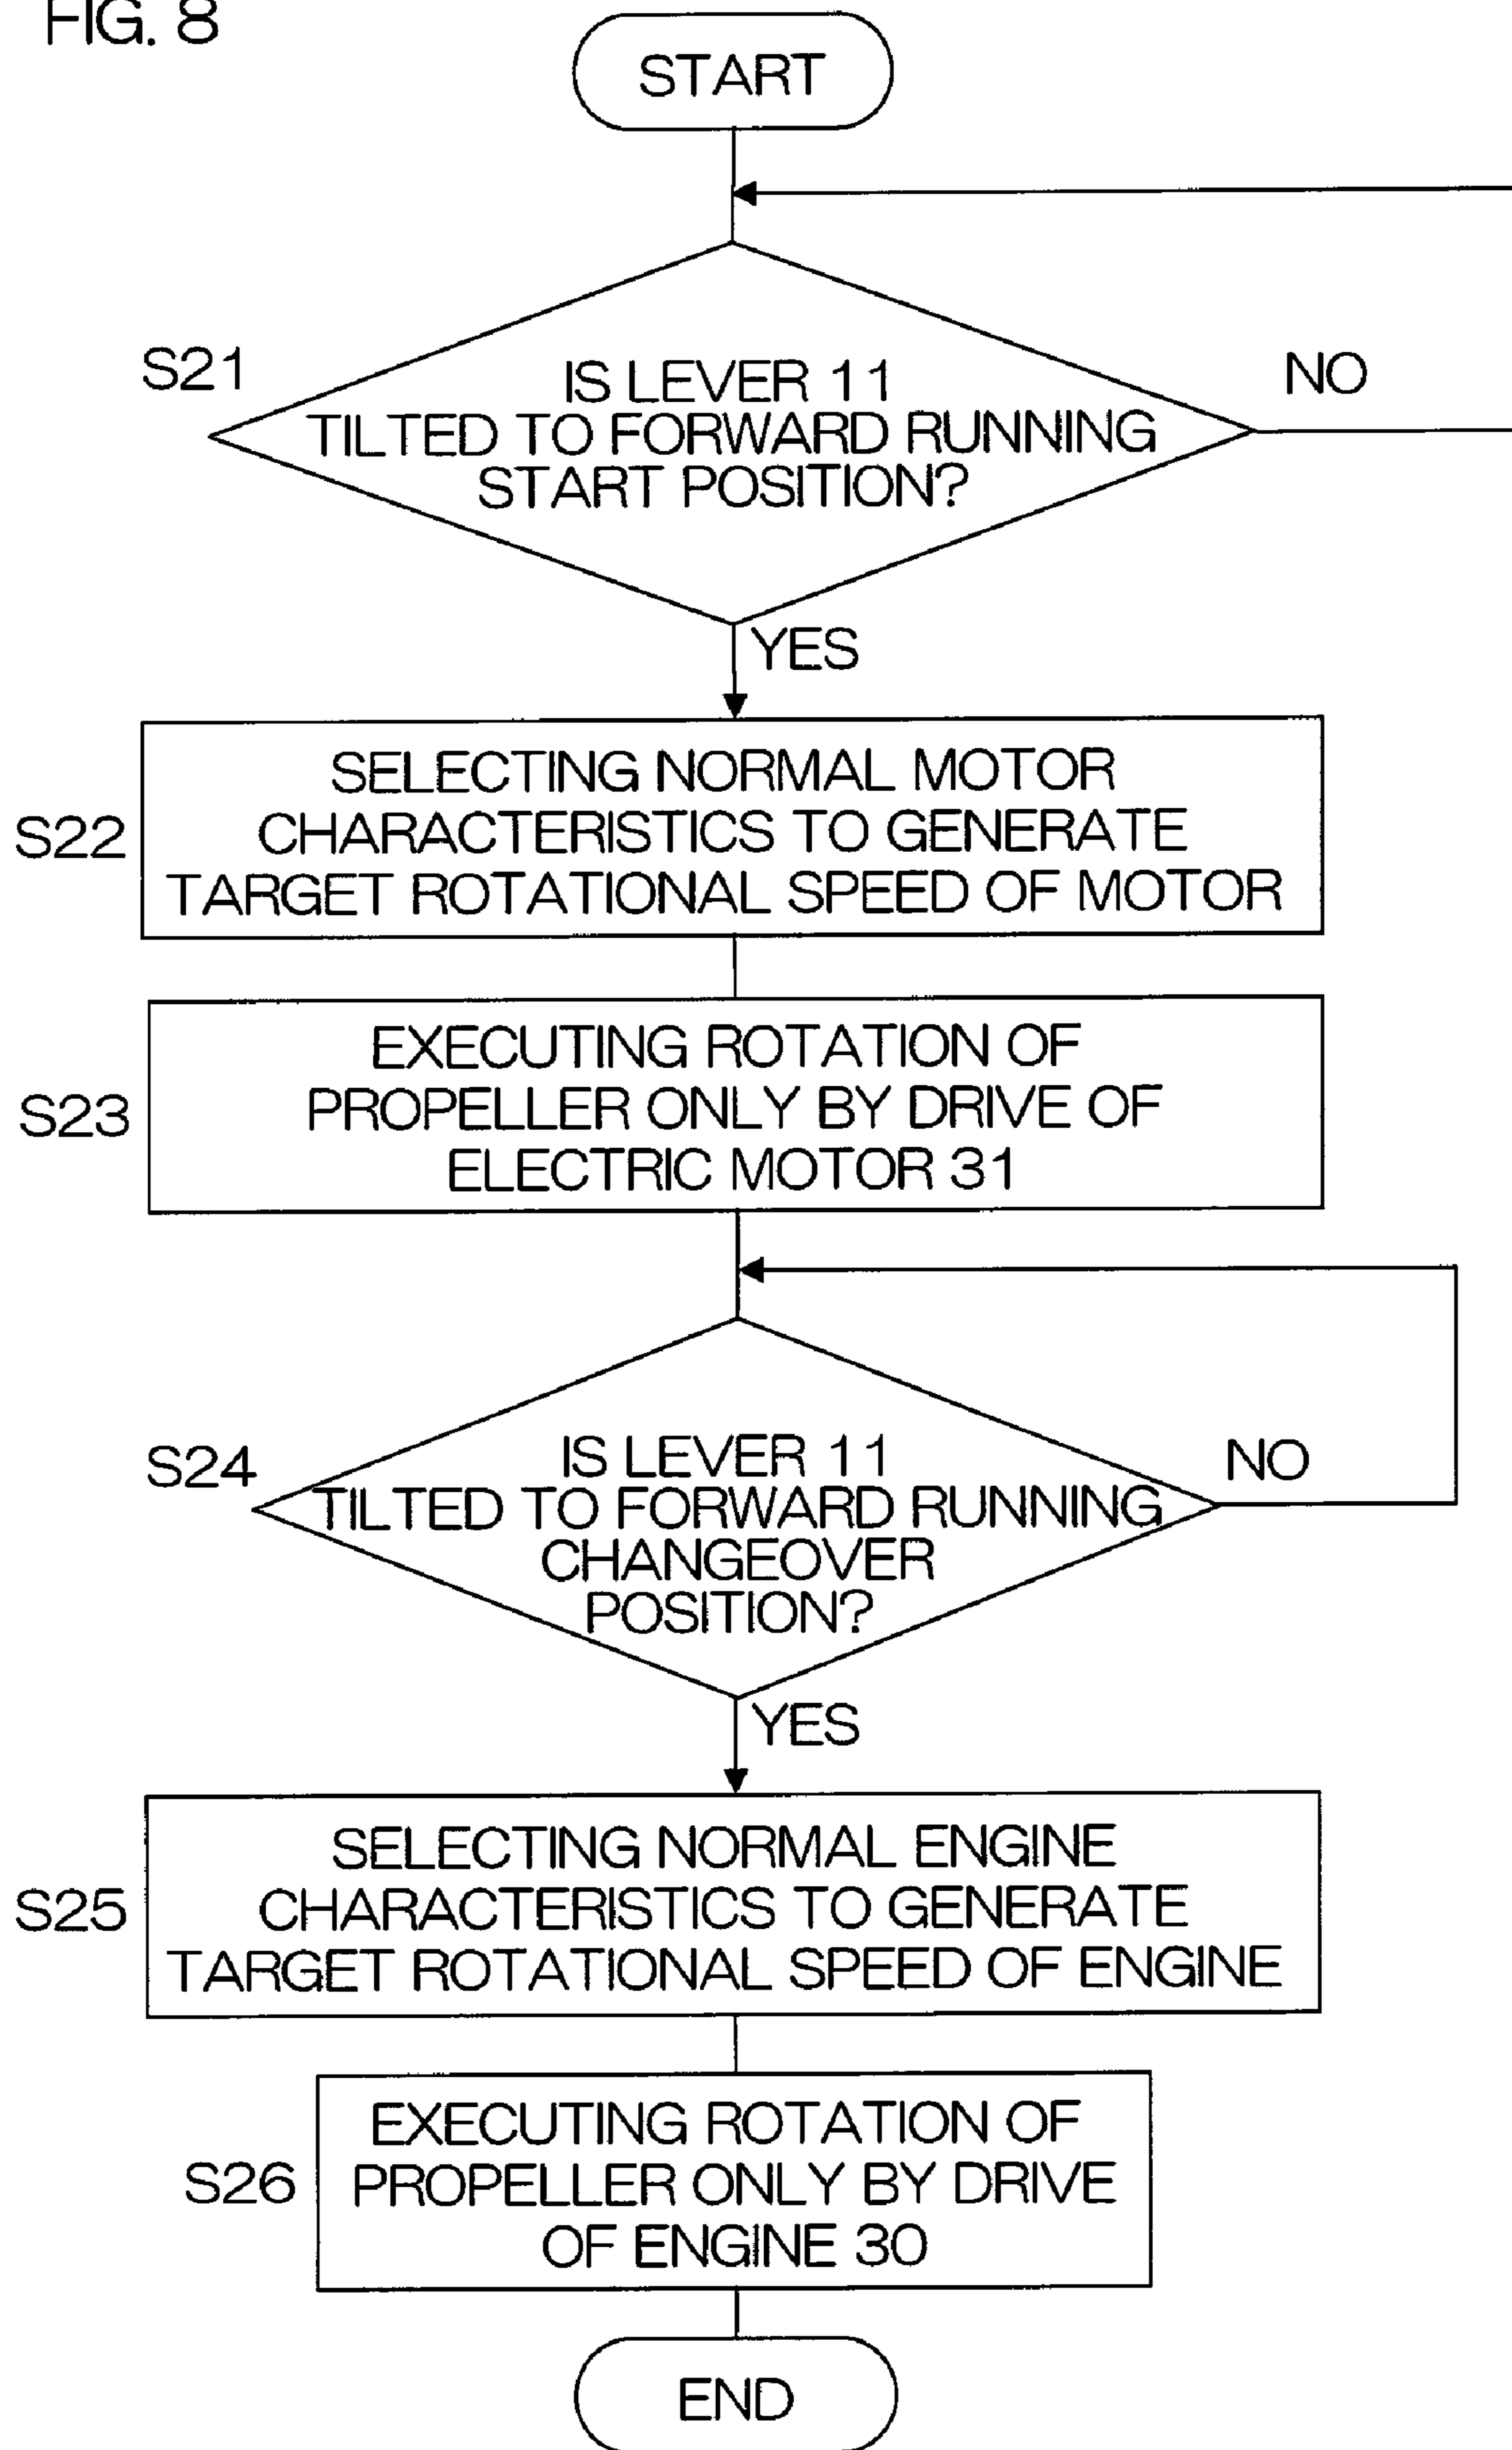 FIG. 8
START
S21
IS LEVER 11
TILTED TO FORWARD RUNNING
START POSITION?
NO
YES
S22
SELECTING NORMAL MOTOR
CHARACTERISTICS TO GENERATE
TARGET ROTATIONAL SPEED OF MOTOR
S23
EXECUTING ROTATION OF
PROPELLER ONLY BY DRIVE OF
ELECTRIC MOTOR 31
S24
IS LEVER 11
TILTED TO FORWARD RUNNING
CHANGEOVER
POSITION?
NO
YES
S25
SELECTING NORMAL ENGINE
CHARACTERISTICS TO GENERATE
TARGET ROTATIONAL SPEED OF ENGINE
S26
EXECUTING ROTATION OF
PROPELLER ONLY BY DRIVE
OF ENGINE 30
END